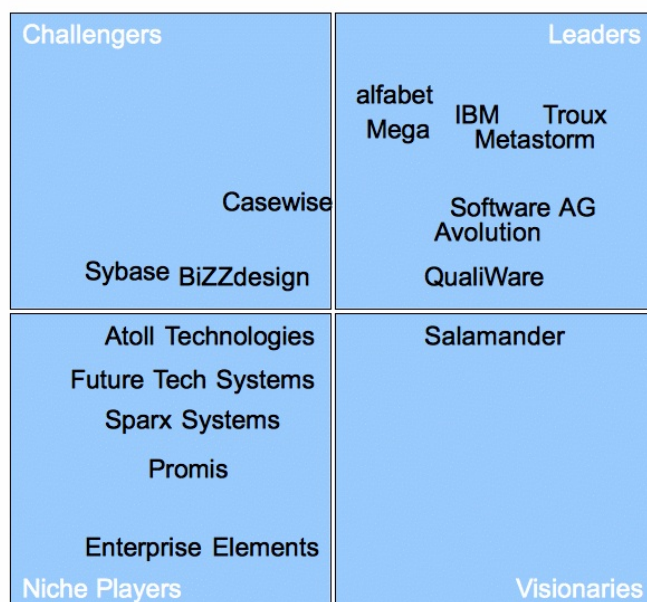 Challengers
Leaders
alfabet
IBM
Troux
Mega
Metastorm
Casewise
Software AG
Avolution
Sybase
BiZZdesign
QualiWare
Atoll Technologies
Salamander
Future Tech Systems
Sparx Systems
Promis
Enterprise Elements
Niche Players
Visionaries